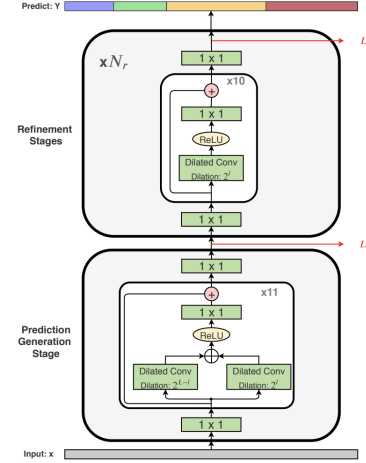 Predict: Y
L
1 x 1
xNr
x10
+
1 x 1
Refinement
Stages
ReLU
Dilated Conv
Dilation: 2^l
1 x 1
L
1 x 1
x11
+
1 x 1
Prediction
Generation
Stage
ReLU
Dilated Conv Dilated Conv
Dilation: 2^{L-l} Dilation: 2^l
1 x 1
Input: x